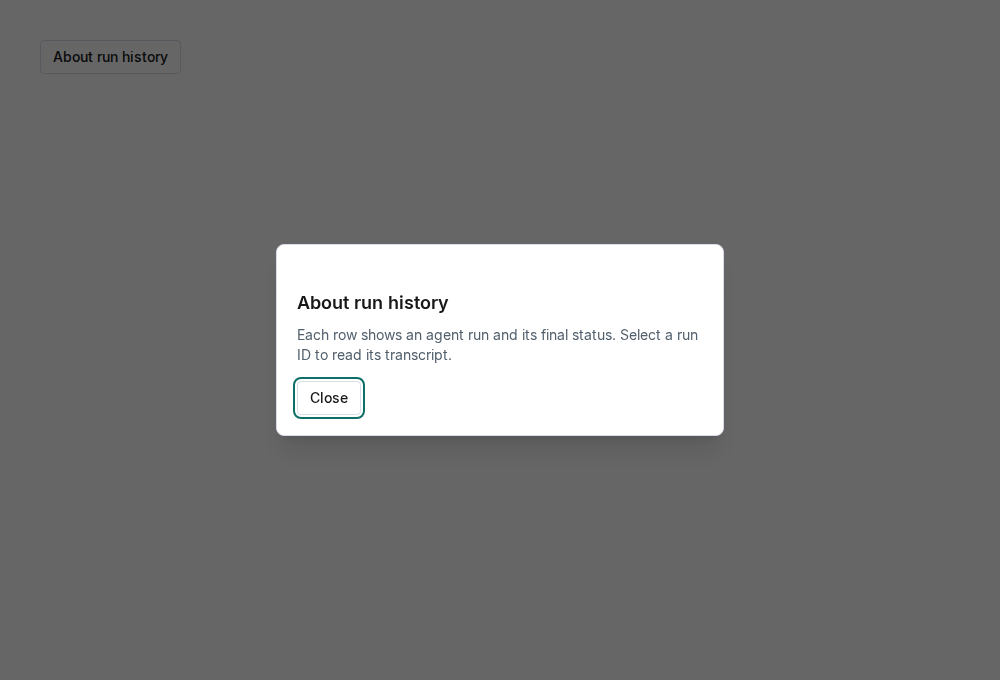 About run history
About run history
Each row shows an agent run and its final status. Select a run
ID to read its transcript.
Close